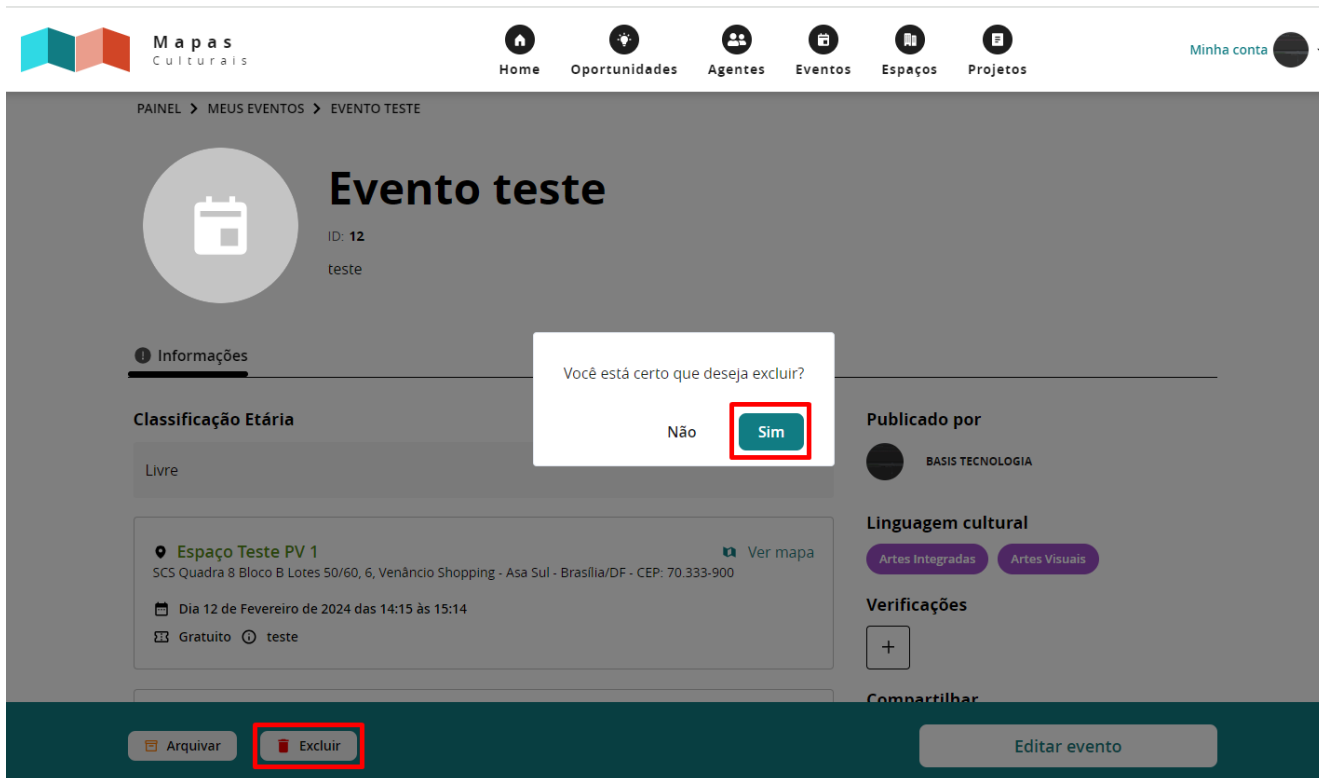 Mapas
Culturais
Home
Oportunidades
Agentes
Eventos
Espaços
Projetos
Minha conta
PAINEL > MEUS EVENTOS > EVENTO TESTE
Evento teste
ID: 12
teste
Informações
Você está certo que deseja excluir?
Não
Sim
Classificação Etária
Livre
Espaço Teste PV 1
Ver mapa
SCS Quadra 8 Bloco B Lotes 50/60, 6, Venâncio Shopping - Asa Sul - Brasília/DF - CEP: 70.333-900
Dia 12 de Fevereiro de 2024 das 14:15 às 15:14
Gratuito teste
Publicado por
BASIS TECNOLOGIA
Linguagem cultural
Artes Integradas
Artes Visuais
Verificações
+
Compartilhar
Arquivar
Excluir
Editar evento